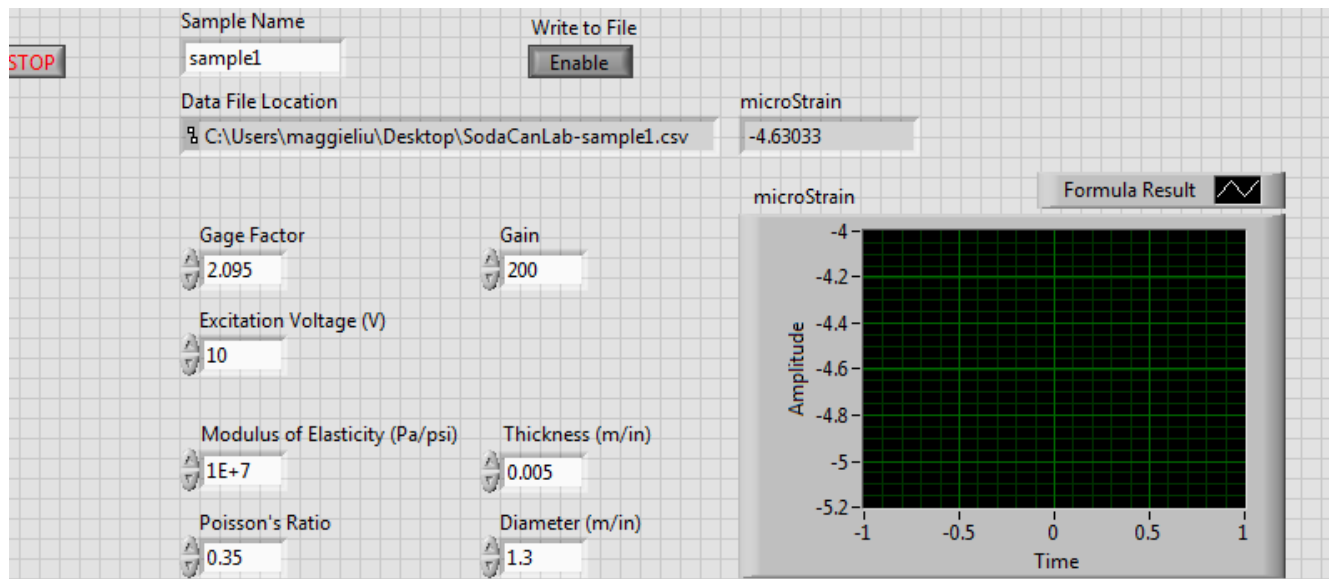 Sample Name
Write to File
STOP
sample1
Enable
Data File Location
microStrain
C:\Users\maggieliu\Desktop\SodaCanLab-sample1.csv
-4.63033
Formula Result
microStrain
Gage Factor
Gain
2.095
200
Excitation Voltage (V)
10
Modulus of Elasticity (Pa/psi)
Thickness (m/in)
1E+7
0.005
Poisson's Ratio
Diameter (m/in)
0.35
1.3
Amplitude
-4
-4.2
-4.4
-4.6
-4.8
-5
-5.2
-1
-0.5
0
0.5
1
Time